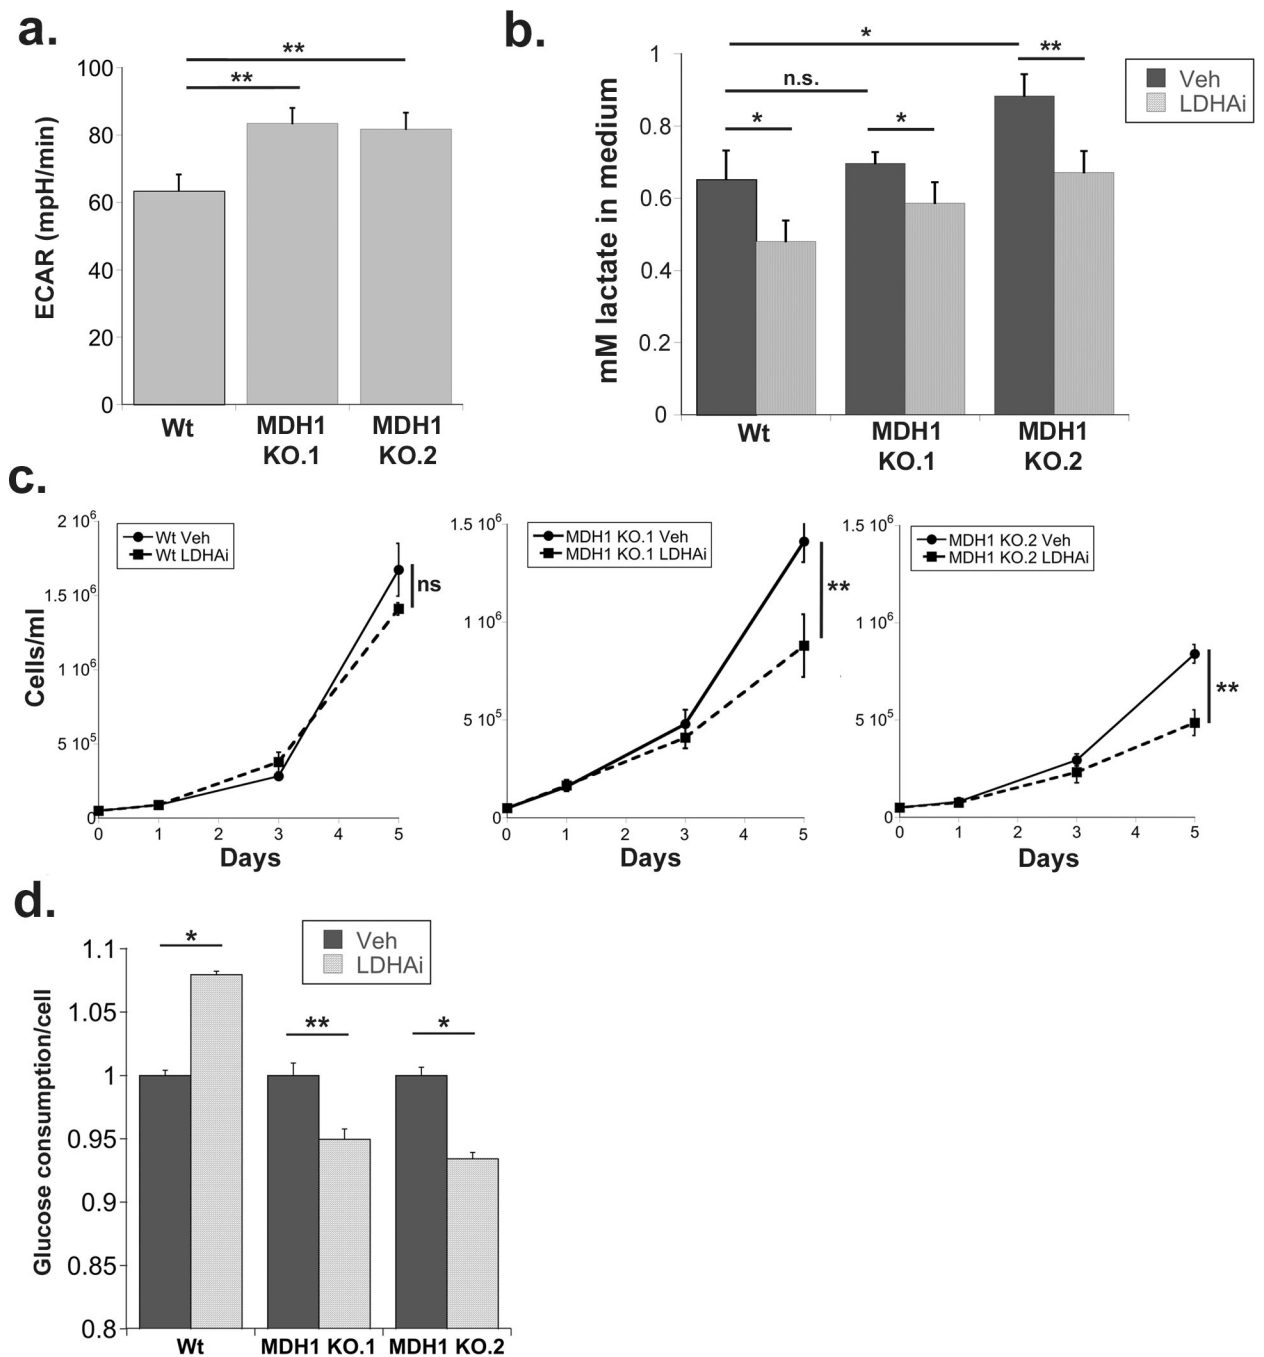 a.
**
**
100
80
60
40
20
0
ECAR (mpH/min)
Wt
MDH1
KO.1
MDH1
KO.2
b.
*
**
n.s.
*
*
1
0.8
0.6
0.4
0.2
0
mM lactate in medium
Veh
LDHAi
Wt
MDH1
KO.1
MDH1
KO.2
c.
Cells/ml
2 10⁶
1.5 10⁶
1 10⁶
5 10⁵
0
Wt Veh
Wt LDHAi
ns
0 1 2 3 4 5
Days
1.5 10⁶
1 10⁶
5 10⁵
0
MDH1 KO.1 Veh
MDH1 KO.1 LDHAi
**
0 1 2 3 4 5
Days
1.5 10⁶
1 10⁶
5 10⁵
0
MDH1 KO.2 Veh
MDH1 KO.2 LDHAi
**
0 1 2 3 4 5
Days
d.
Veh
LDHAi
*
**
*
1.1
1.05
1
0.95
0.9
0.85
0.8
Glucose consumption/cell
Wt
MDH1 KO.1
MDH1 KO.2